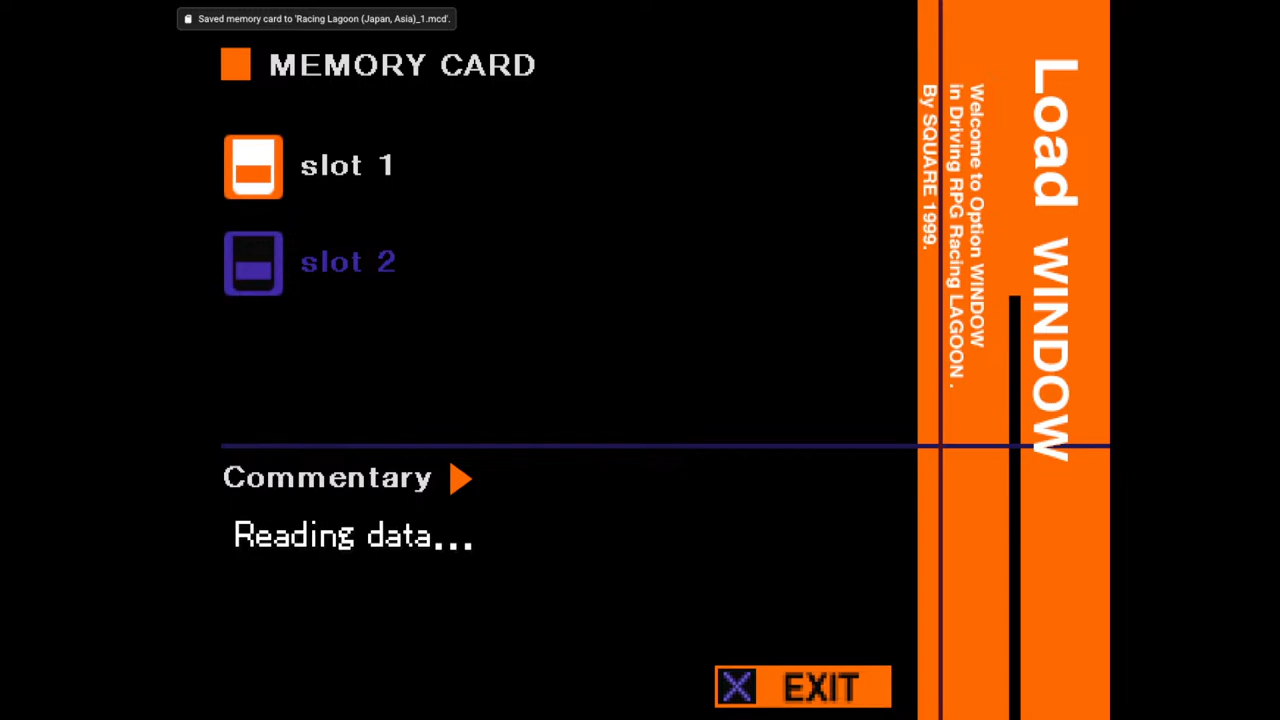 Saved memory card to 'Racing Lagoon (Japan, Asia)_1.mcd'.
MEMORY CARD
slot 1
slot 2
Commentary
Reading data...
EXIT
Load WINDOW
Welcome to Option WINDOW
in Driving RPG Racing LAGOON .
By SQUARE 1999.